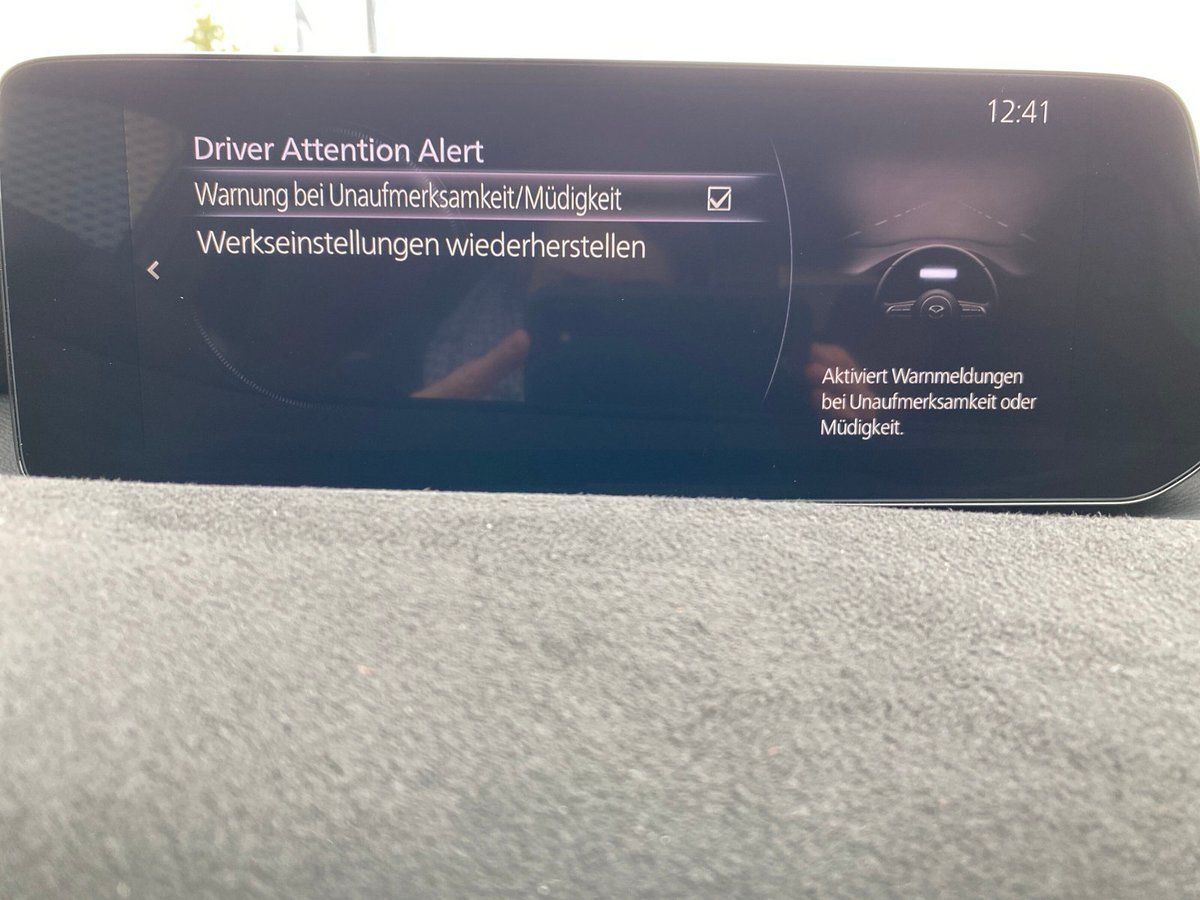 12:41
Driver Attention Alert
Warnung bei Unaufmerksamkeit/Müdigkeit
Werkseinstellungen wiederherstellen
Aktiviert Warnmeldungen
bei Unaufmerksamkeit oder
Müdigkeit.